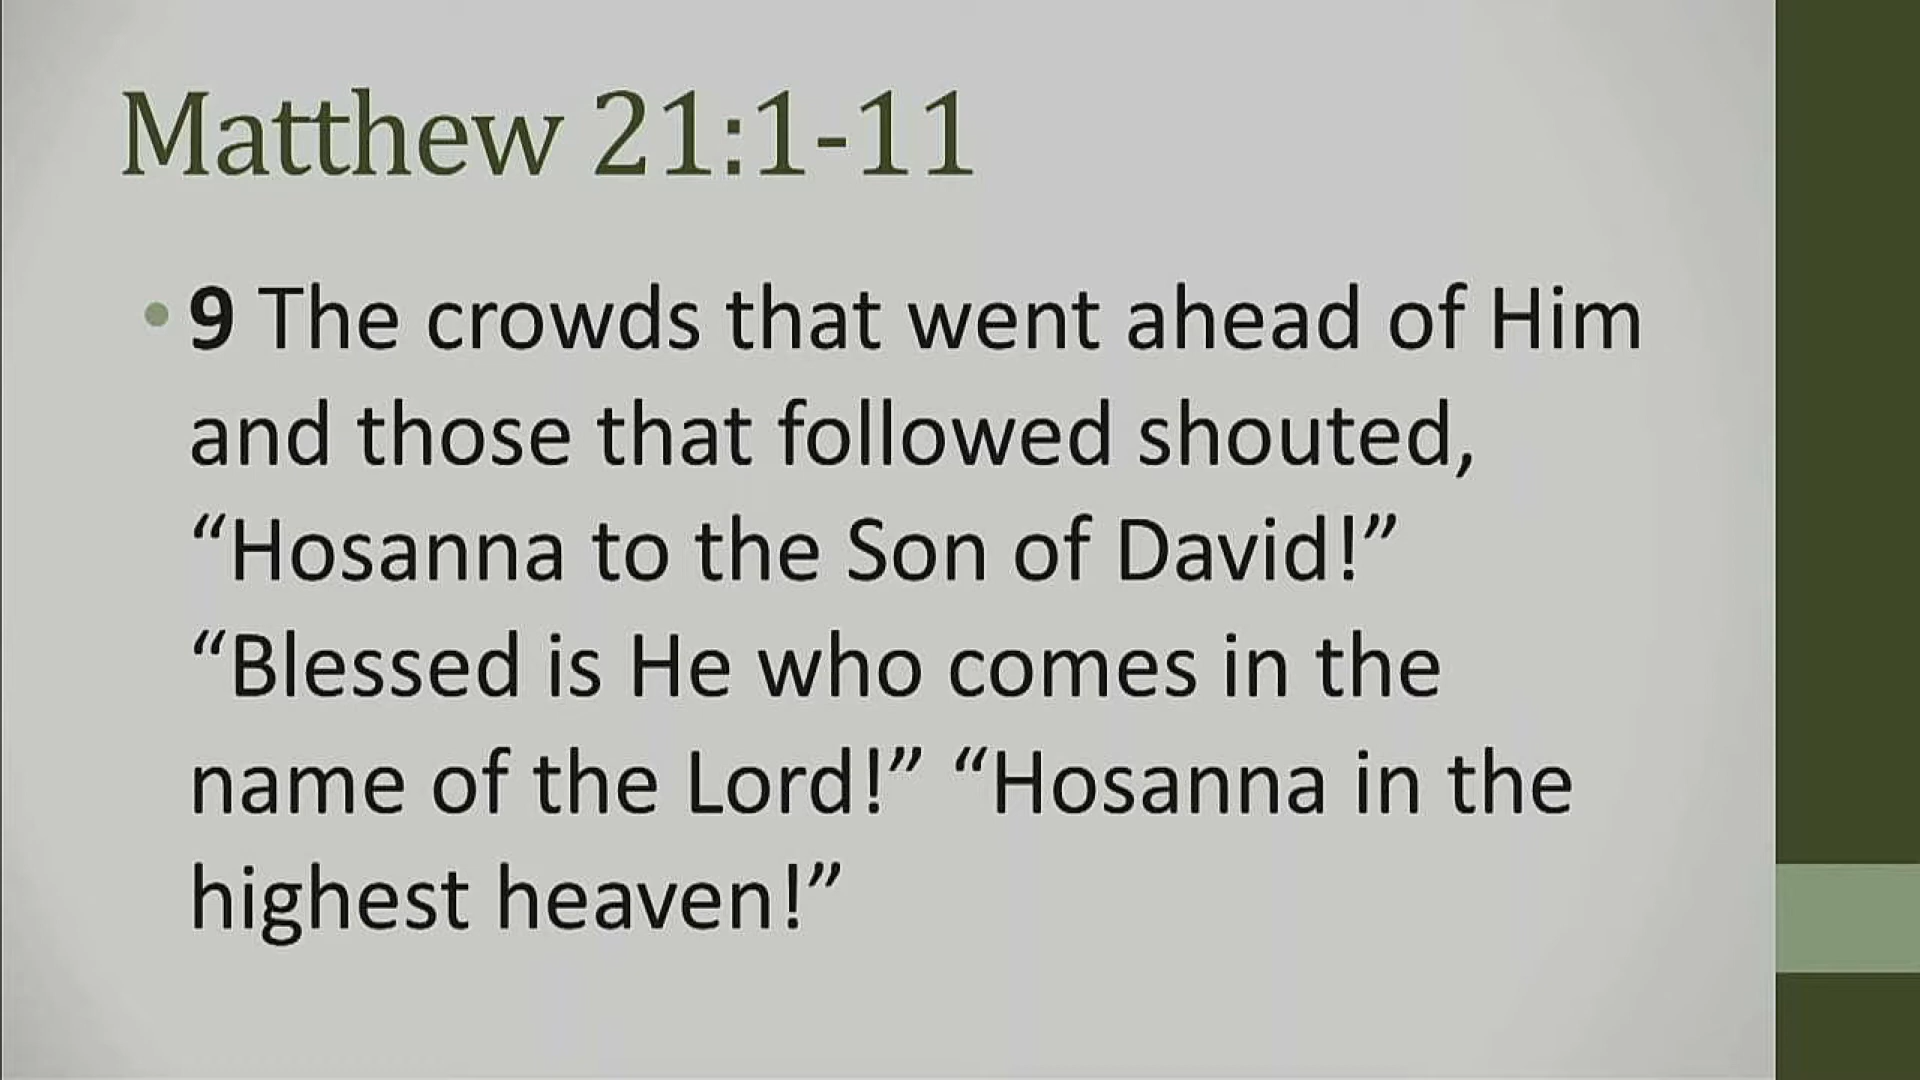 Matthew 21:1-11
• 9 The crowds that went ahead of Him
and those that followed shouted,
“Hosanna to the Son of David!”
“Blessed is He who comes in the
name of the Lord!” “Hosanna in the
highest heaven!”